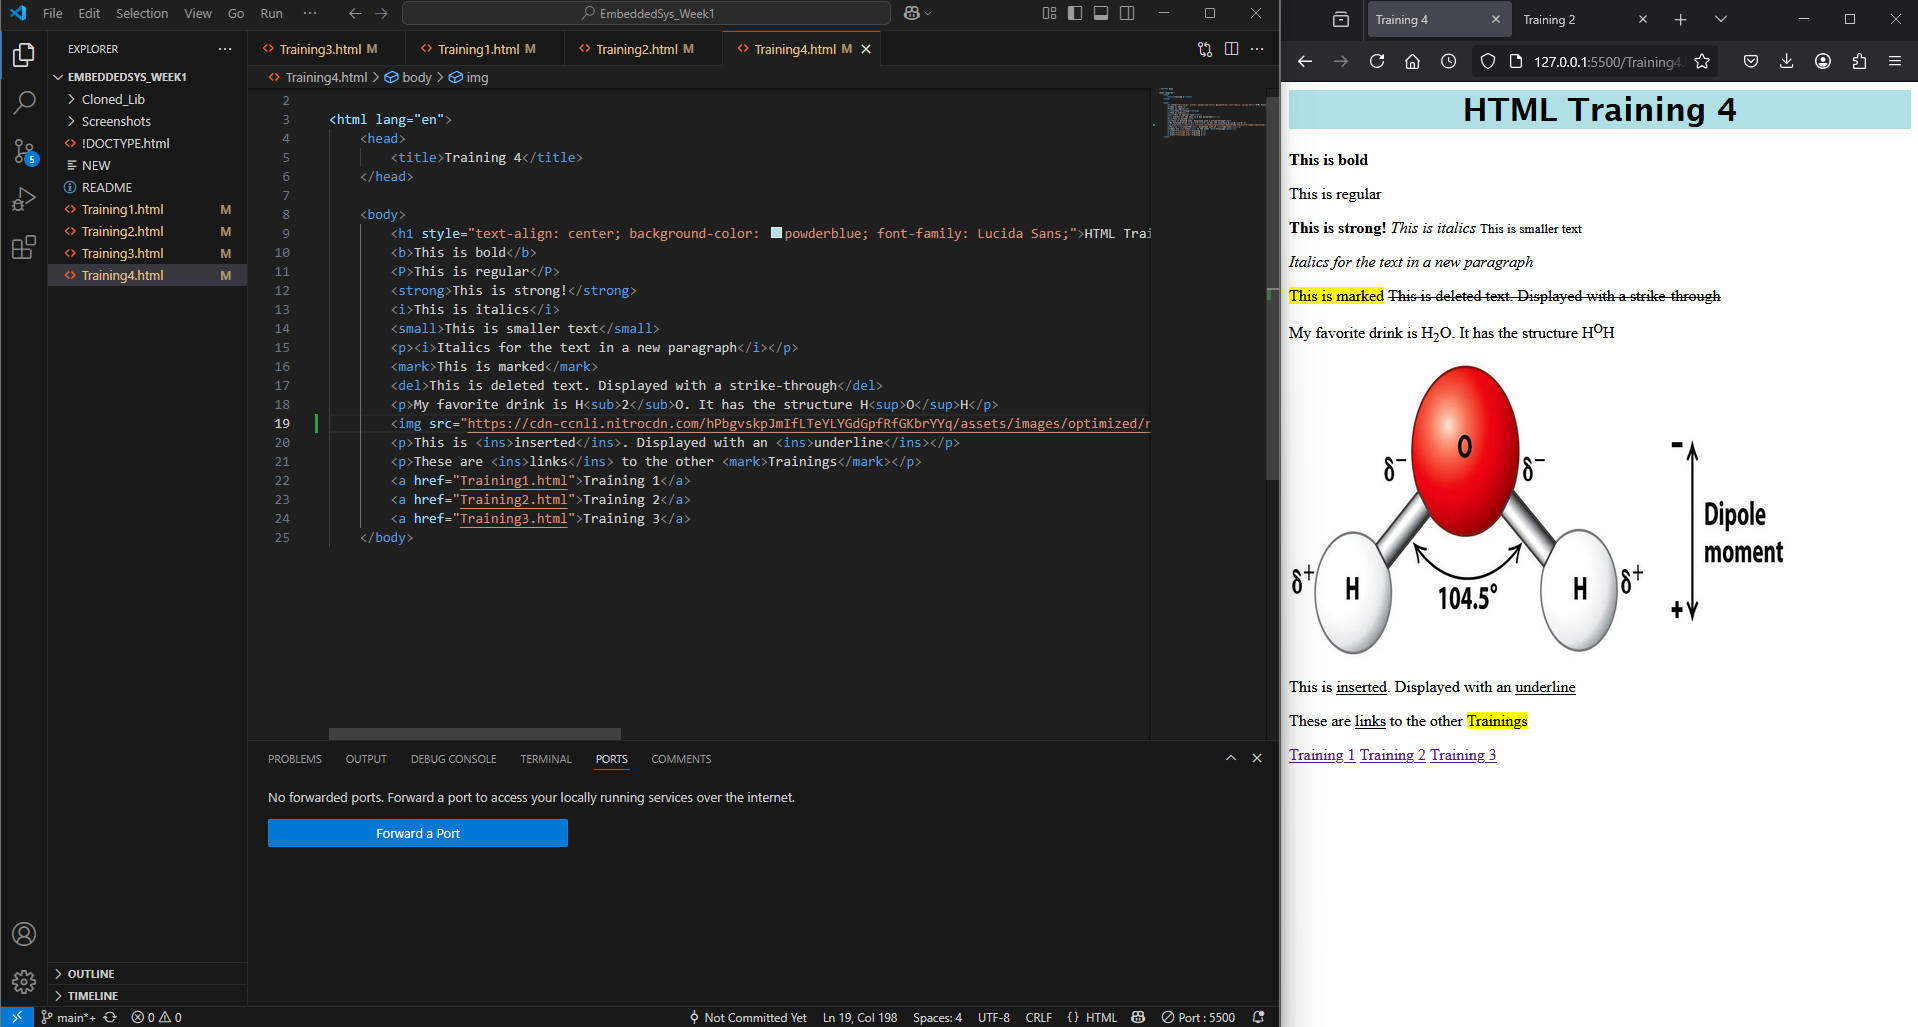 File Edit Selection View Go Run ··· EmbeddedSys_Week1
EXPLORER ···
EMBEDDEDSYS_WEEK1
Cloned_Lib
Screenshots
!DOCTYPE.html
NEW
README
Training1.html M
Training2.html M
Training3.html M
Training4.html M
OUTLINE
TIMELINE
Training3.html M Training1.html M Training2.html M Training4.html M
Training4.html > body > img
2
3 <html lang="en">
4 <head>
5 <title>Training 4</title>
6 </head>
7
8 <body>
9 <h1 style="text-align: center; background-color: powderblue; font-family: Lucida Sans;">HTML Trai
10 <b>This is bold</b>
11 <P>This is regular</P>
12 <strong>This is strong!</strong>
13 <i>This is italics</i>
14 <small>This is smaller text</small>
15 <p><i>Italics for the text in a new paragraph</i></p>
16 <mark>This is marked</mark>
17 <del>This is deleted text. Displayed with a strike-through</del>
18 <p>My favorite drink is H<sub>2</sub>O. It has the structure H<sup>O</sup>H</p>
19 <img src="https://cdn-ccnli.nitrocdn.com/hPbgvskpJmIfLTeYLYGdGpfRfGKbrYYq/assets/images/optimized/r
20 <p>This is <ins>inserted</ins>. Displayed with an <ins>underline</ins></p>
21 <p>These are <ins>links</ins> to the other <mark>Trainings</mark></p>
22 <a href="Training1.html">Training 1</a>
23 <a href="Training2.html">Training 2</a>
24 <a href="Training3.html">Training 3</a>
25 </body>
PROBLEMS OUTPUT DEBUG CONSOLE TERMINAL PORTS COMMENTS
No forwarded ports. Forward a port to access your locally running services over the internet.
Forward a Port
5
main*+ 0 0 Not Committed Yet Ln 19, Col 198 Spaces: 4 UTF-8 CRLF {} HTML Port : 5500
Training 4 Training 2
127.0.0.1:5500/Training4.
HTML Training 4
This is bold
This is regular
This is strong! This is italics This is smaller text
Italics for the text in a new paragraph
This is marked This is deleted text. Displayed with a strike-through
My favorite drink is H2O. It has the structure HOH
O
δ− δ−
- 
Dipole
moment
δ+ H H δ+
104.5°
+
This is inserted. Displayed with an underline
These are links to the other Trainings
Training 1 Training 2 Training 3